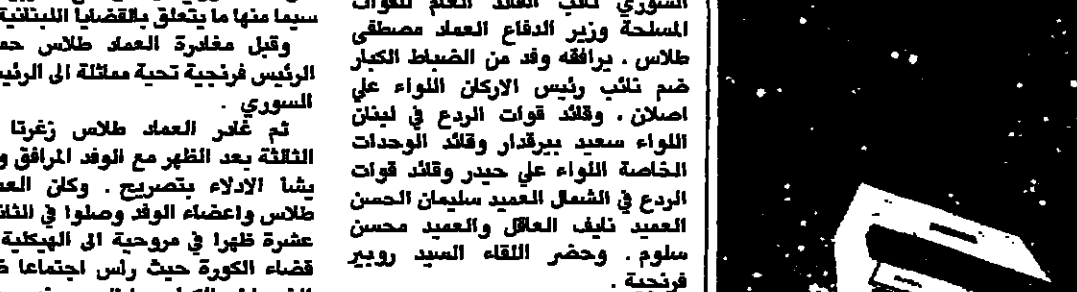 السوري نائب القائد العام للقوات
المسلحة وزير الدفاع العماد مصطفى
طلاس . يرافقه وفد من الضباط الكبار
ضم نائب رئيس الاركان اللواء علي
اصلان . وقائد قوات الردع في لبنان
اللواء سعيد بيرقدار وقائد الوحدات
الخاصة اللواء علي حيدر وقائد قوات
الردع في الشمال العميد سليمان الحسن
العميد نايف العاقل والعميد محسن
سلوم . وحضر اللقاء السيد روبير
فرنجية .
سيما منها ما يتعلق بالقضايا اللبنانية
وقبل مغادرة العماد طلاس حم
الرئيس فرنجية تحية مماثلة الى الرئي
السوري .
ثم غادر العماد طلاس زغرتا
الثالثة بعد الظهر مع الوفد المرافق و
يشأ الادلاء بتصريح . وكان العم
طلاس واعضاء الوفد وصلوا في الثان
عشرة ظهرا في مروحية الى الهيكلية
قضاء الكورة حيث راس اجتماعا ض